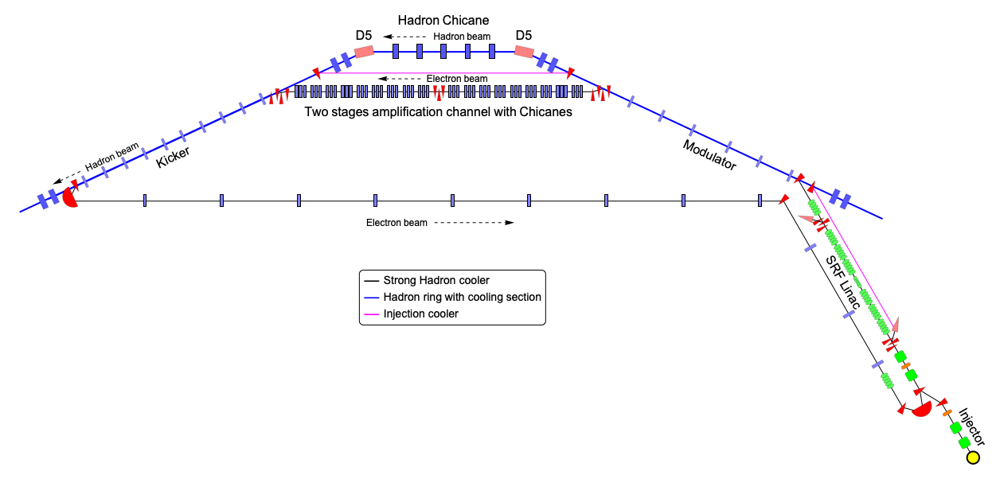 Hadron Chicane
D5
Hadron beam
D5
Electron beam
Two stages amplification channel with Chicanes
Hadron beam
Kicker
Modulator
Electron beam
SRF Linac
Strong Hadron cooler
Hadron ring with cooling section
Injection cooler
Injector